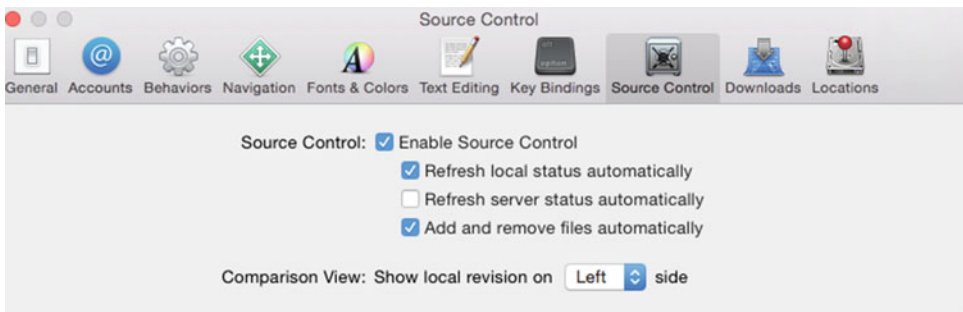 Source Control
General Accounts Behaviors Navigation Fonts & Colors Text Editing Key Bindings Source Control Downloads Locations
Source Control: Enable Source Control
Refresh local status automatically
Refresh server status automatically
Add and remove files automatically
Comparison View: Show local revision on Left side